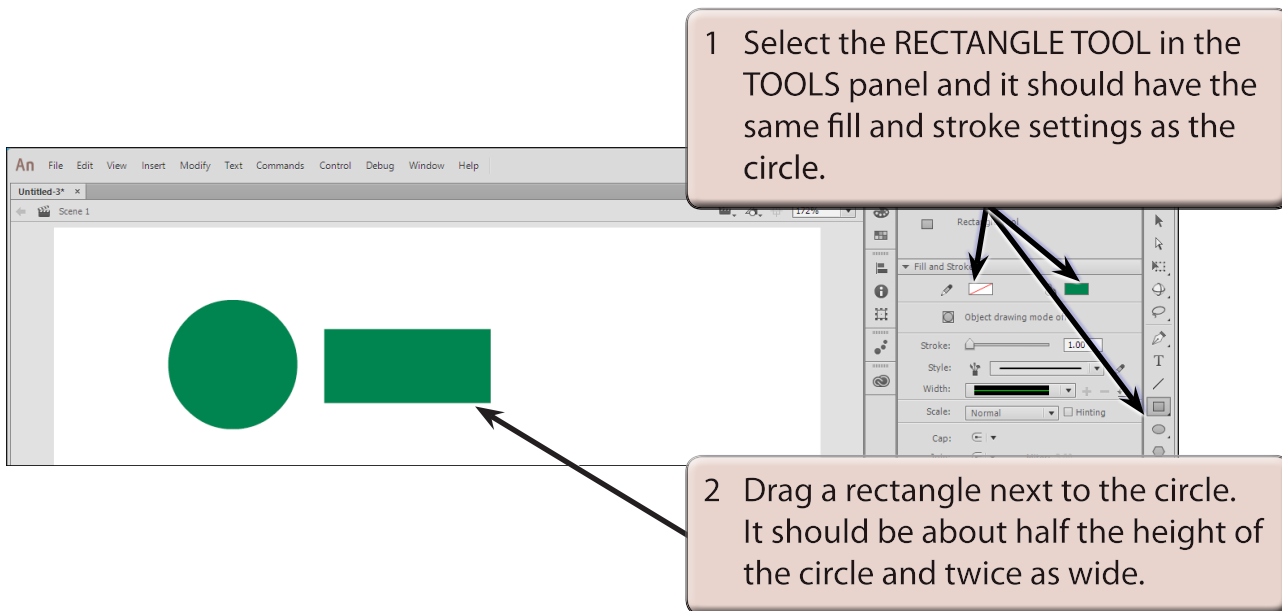 1 Select the RECTANGLE TOOL in the
TOOLS panel and it should have the
same fill and stroke settings as the
circle.
An File Edit View Insert Modify Text Commands Control Debug Window Help
Untitled-3* ×
Scene 1
172%
Fill and
Object drawing mode
Stroke: 1.00
Style:
Width:
Scale: Normal Hinting
Cap:
T
2 Drag a rectangle next to the circle.
It should be about half the height of
the circle and twice as wide.